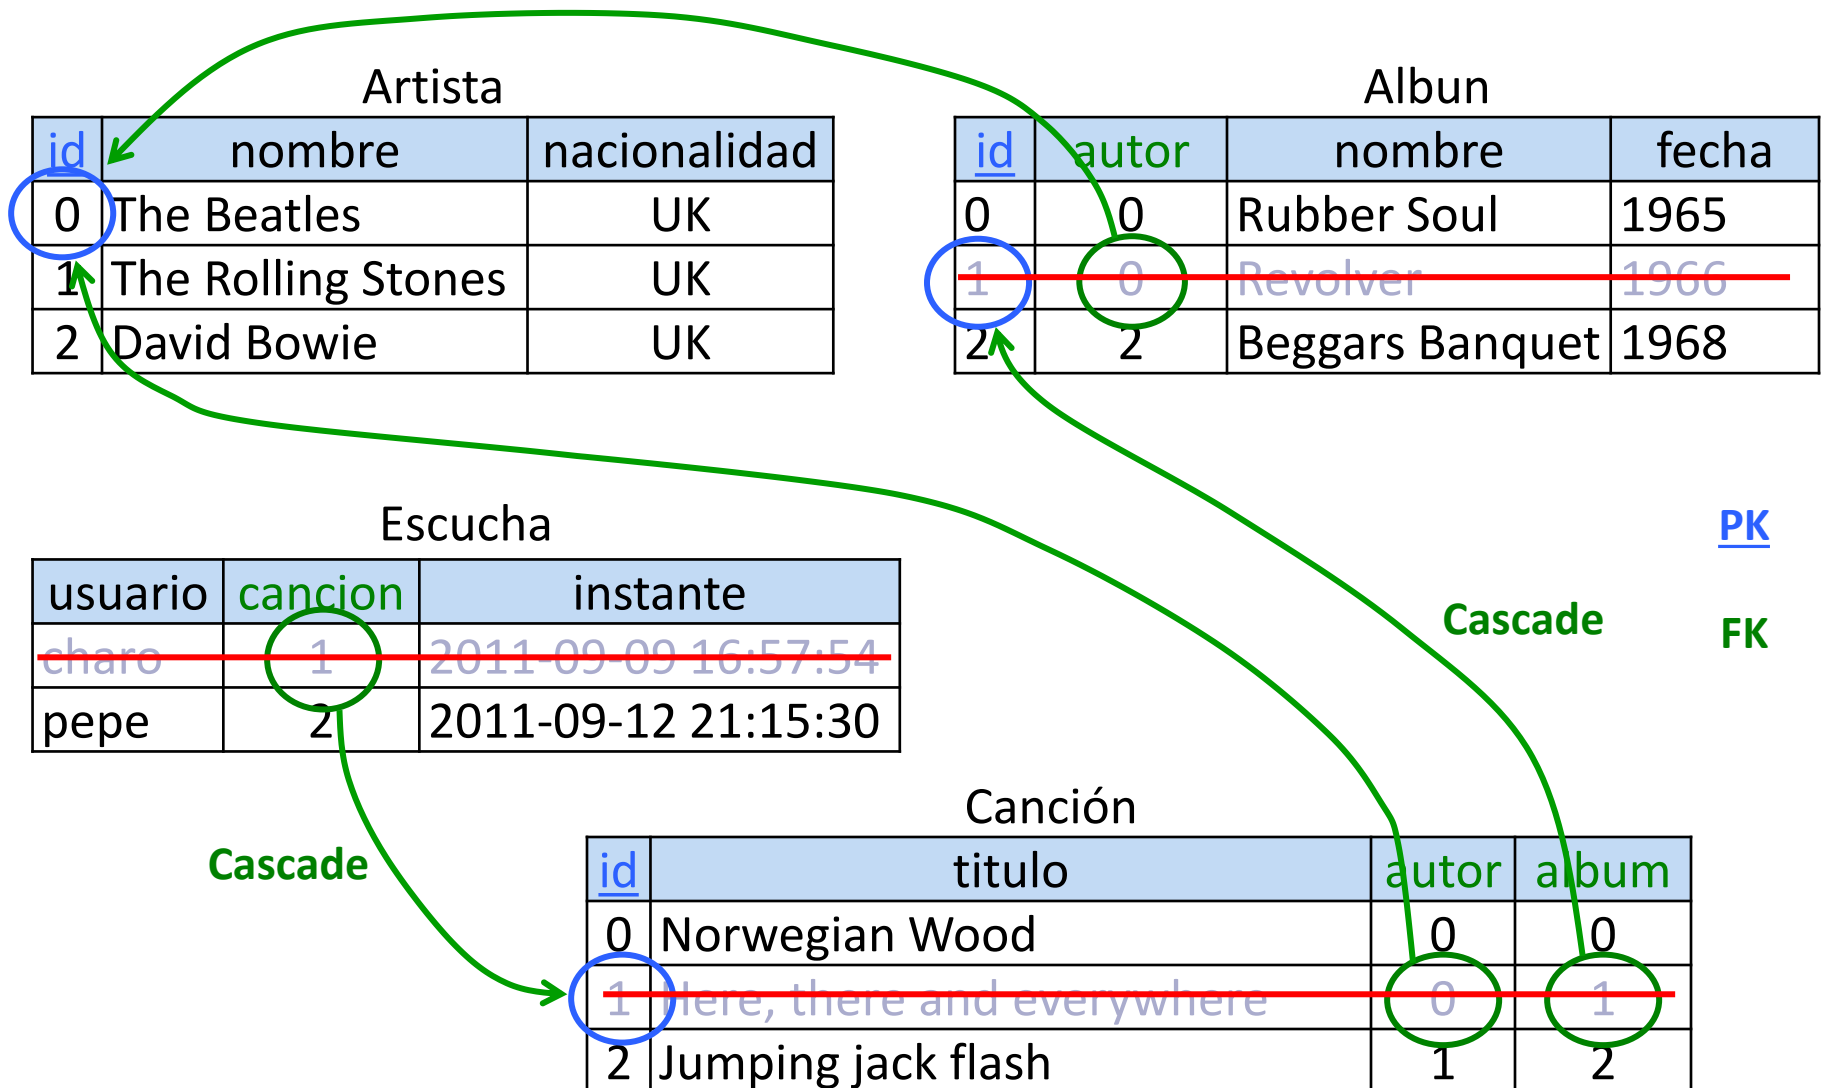 Artista
id nombre nacionalidad
0 The Beatles UK
1 The Rolling Stones UK
2 David Bowie UK
Albun
id autor nombre fecha
0 0 Rubber Soul 1965
1 0 Revolver 1966
2 2 Beggars Banquet 1968
Escucha
usuario cancion instante
charo 1 2011-09-09 16:57:54
pepe 2 2011-09-12 21:15:30
PK
Cascade
FK
Cascade
Canción
id titulo autor album
0 Norwegian Wood 0 0
1 Here, there and everywhere 0 1
2 Jumping jack flash 1 2